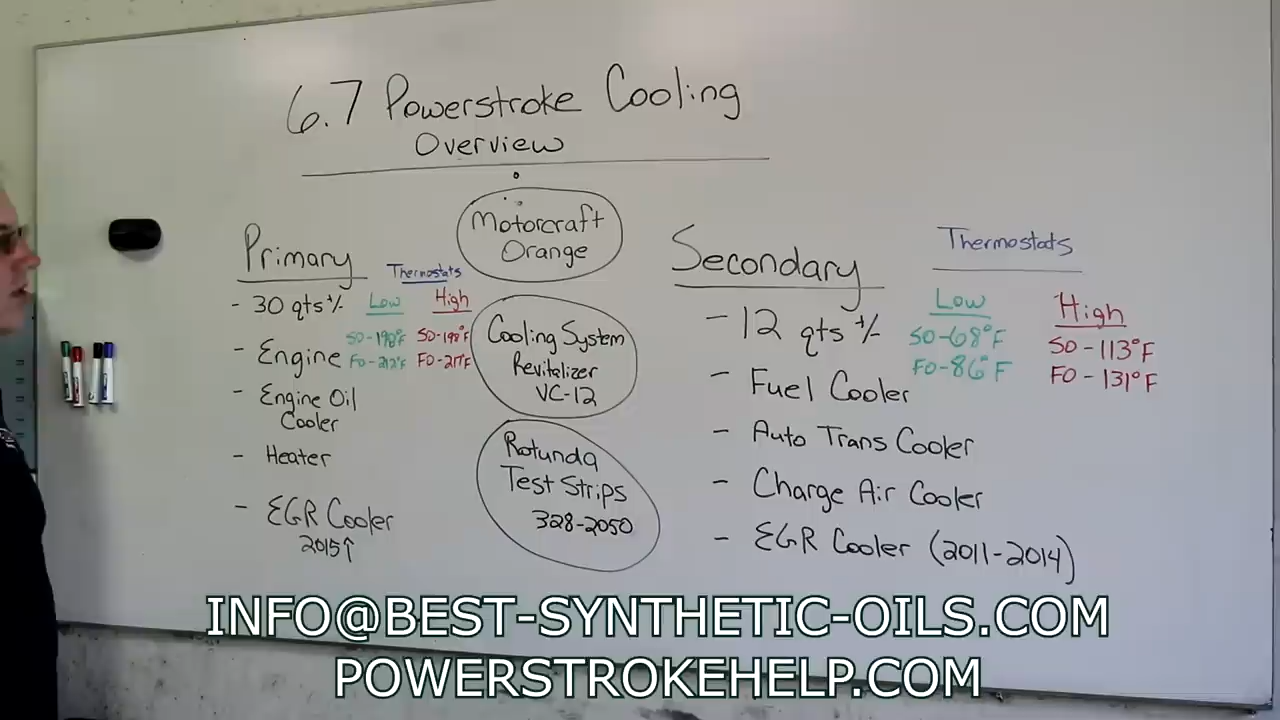 6.7 Powerstroke Cooling
Overview
Motorcraft
Orange
Cooling System
Revitalizer
VC-12
Rotunda
Test Strips
328-2050
Primary
- 30 qts +/-
- Engine
- Engine Oil
Cooler
- Heater
- EGR Cooler
2015↑
Thermostats
Low
SO-190°F
FO-212°F
High
SO-198°F
FO-217°F
Secondary
- 12 qts +/-
- Fuel Cooler
- Auto Trans Cooler
- Charge Air Cooler
- EGR Cooler (2011-2014)
Thermostats
Low
SO-68°F
FO-86°F
High
SO-113°F
FO-131°F
INFO@BEST-SYNTHETIC-OILS.COM
POWERSTROKEHELP.COM